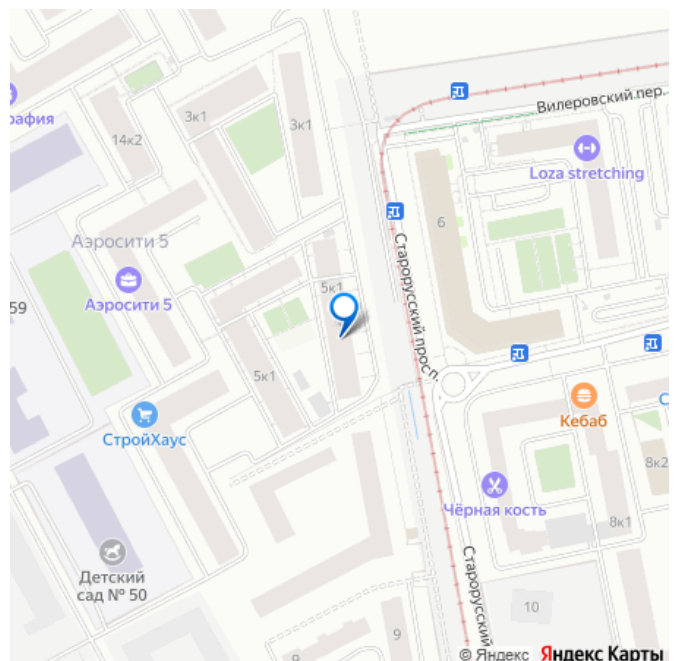 Вилеровский пер.
рафия
3к1
3к1
14к2
Loza stretching
6
Аэросити 5
Старорусский просп.
5к1
59
Аэросити 5
5к1
Кебаб
С
СтройХаус
8к2
Чёрная кость
8к1
Детский
сад № 50
Старорусский
10
9
9
© Яндекс Яндекс Карты